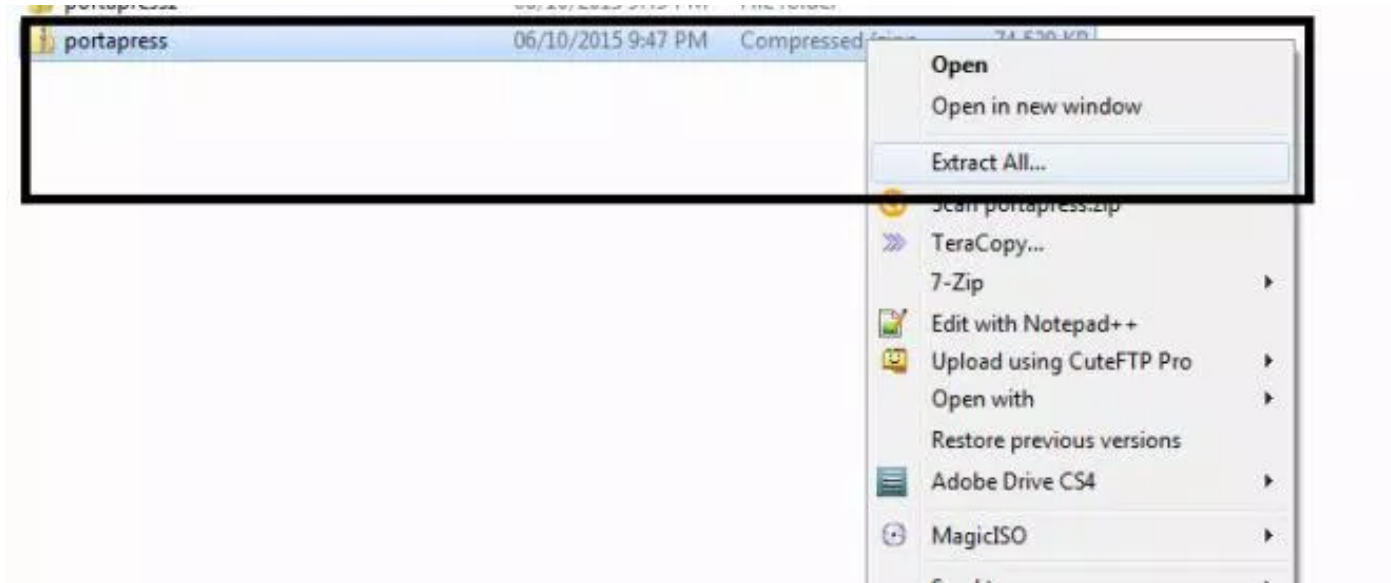 portapress 06/10/2015 9:47 PM Compressed
Open
Open in new window
Extract All...
Scan portapress.zip
TeraCopy...
7-Zip
Edit with Notepad++
Upload using CuteFTP Pro
Open with
Restore previous versions
Adobe Drive CS4
MagicISO